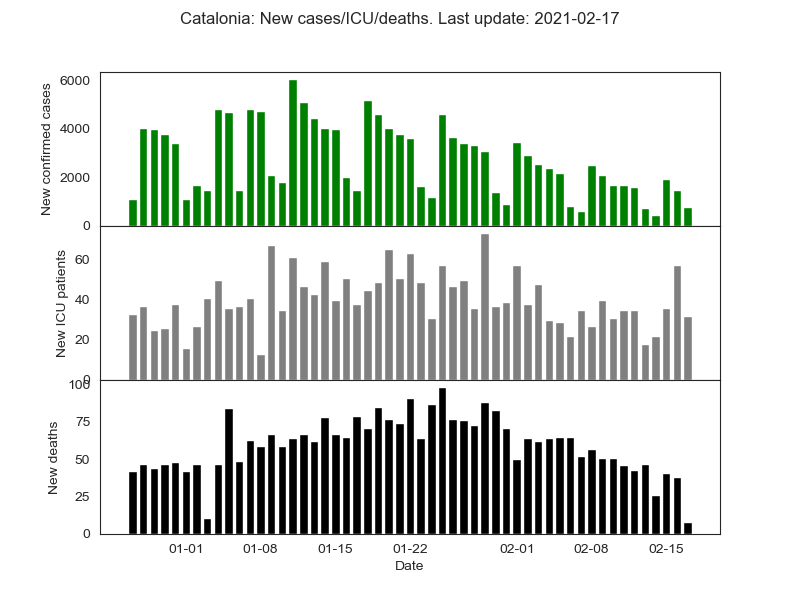 Catalonia: New cases/ICU/deaths. Last update: 2021-02-17
New confirmed cases
6000
4000
2000
0
New ICU patients
60
40
20
0
New deaths
100
75
50
25
0
01-01 01-08 01-15 01-22 02-01 02-08 02-15
Date